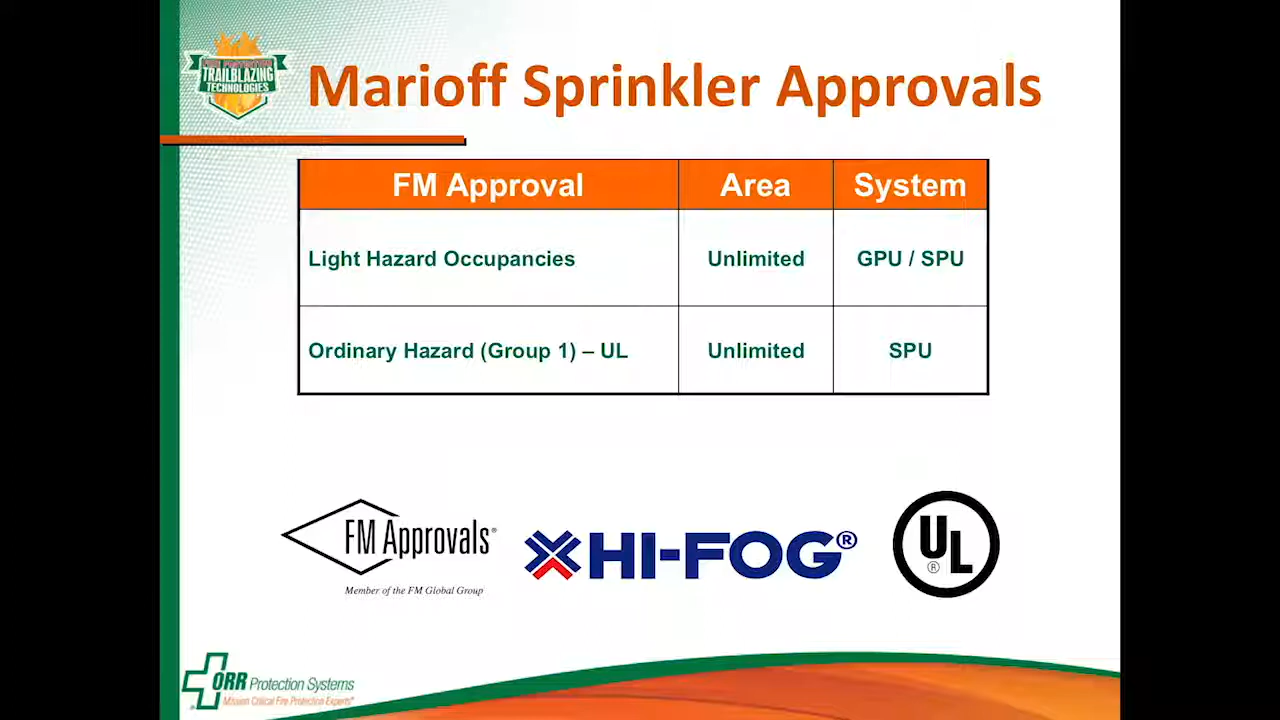 FIRE PROTECTION
TRAILBLAZING
TECHNOLOGIES
Marioff Sprinkler Approvals
FM Approval Area System
Light Hazard Occupancies Unlimited GPU / SPU
Ordinary Hazard (Group 1) – UL Unlimited SPU
FM Approvals®
Member of the FM Global Group
HI-FOG®
UL
®
ORR Protection Systems
Mission Critical Fire Protection Experts®